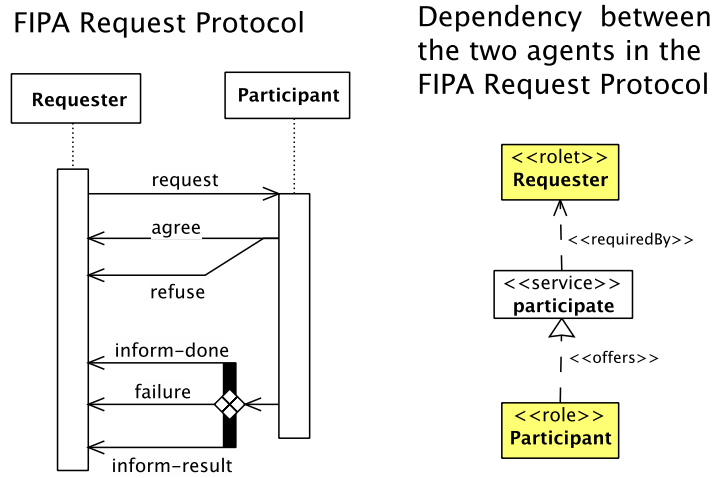 FIPA Request Protocol
Requester
Participant
request
agree
refuse
inform-done
failure
inform-result
Dependency between
the two agents in the
FIPA Request Protocol
<<rolet>>
Requester
<<requiredBy>>
<<service>>
participate
<<offers>>
<<role>>
Participant